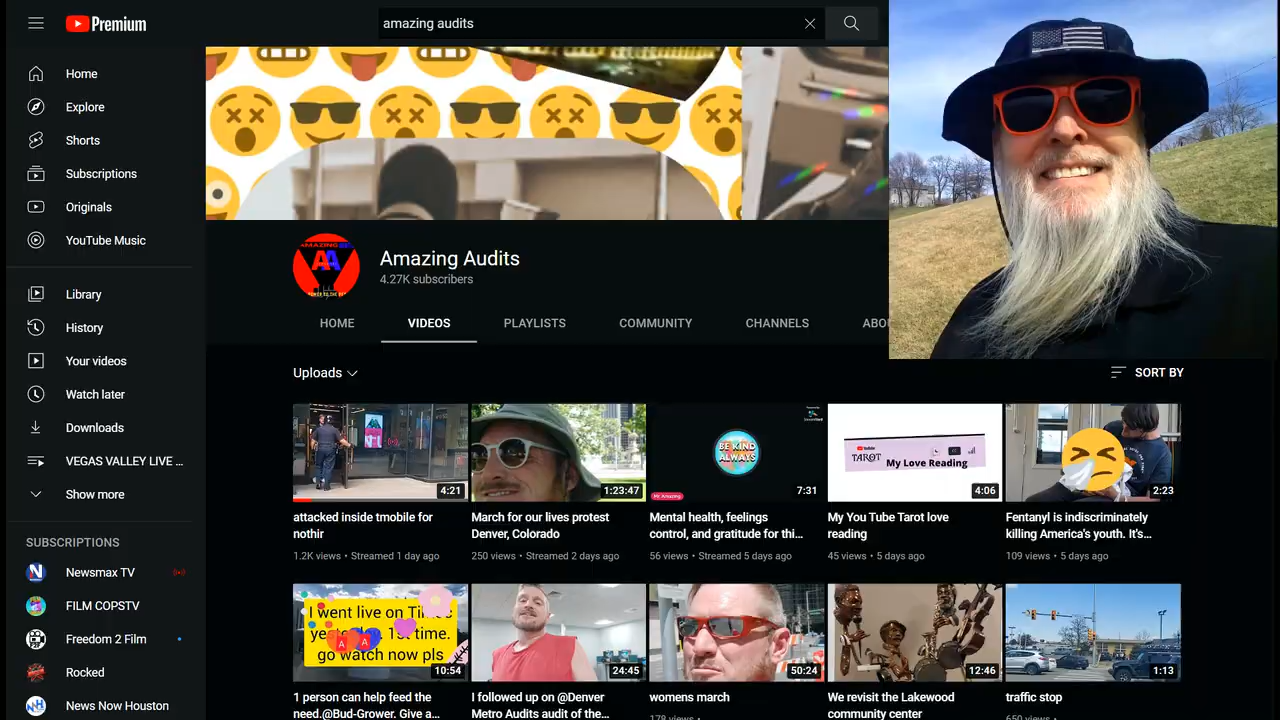 Premium
amazing audits
Home
Explore
Shorts
Subscriptions
Originals
YouTube Music
Library
History
Your videos
Watch later
Downloads
VEGAS VALLEY LIVE ...
Show more
SUBSCRIPTIONS
Newsmax TV
FILM COPSTV
Freedom 2 Film
Rocked
News Now Houston
AA
Amazing Audits
4.27K subscribers
HOME
VIDEOS
PLAYLISTS
COMMUNITY
CHANNELS
ABO
Uploads
SORT BY
4:21
attacked inside tmobile for
nothir
1.2K views • Streamed 1 day ago
1:23:47
March for our lives protest
Denver, Colorado
250 views • Streamed 2 days ago
BE KIND
ALWAYS
7:31
Mental health, feelings
control, and gratitude for thi...
56 views • Streamed 5 days ago
TAROT
My Love Reading
4:06
My You Tube Tarot love
reading
45 views • 5 days ago
2:23
Fentanyl is indiscriminately
killing America's youth. It's...
109 views • 5 days ago
I went live on
1st time.
go watch now pls
10:54
1 person can help feed the
need.@Bud-Grower. Give a...
24:45
I followed up on @Denver
Metro Audits audit of the...
50:24
womens march
178 views
12:46
We revisit the Lakewood
community center
1:13
traffic stop
650 views